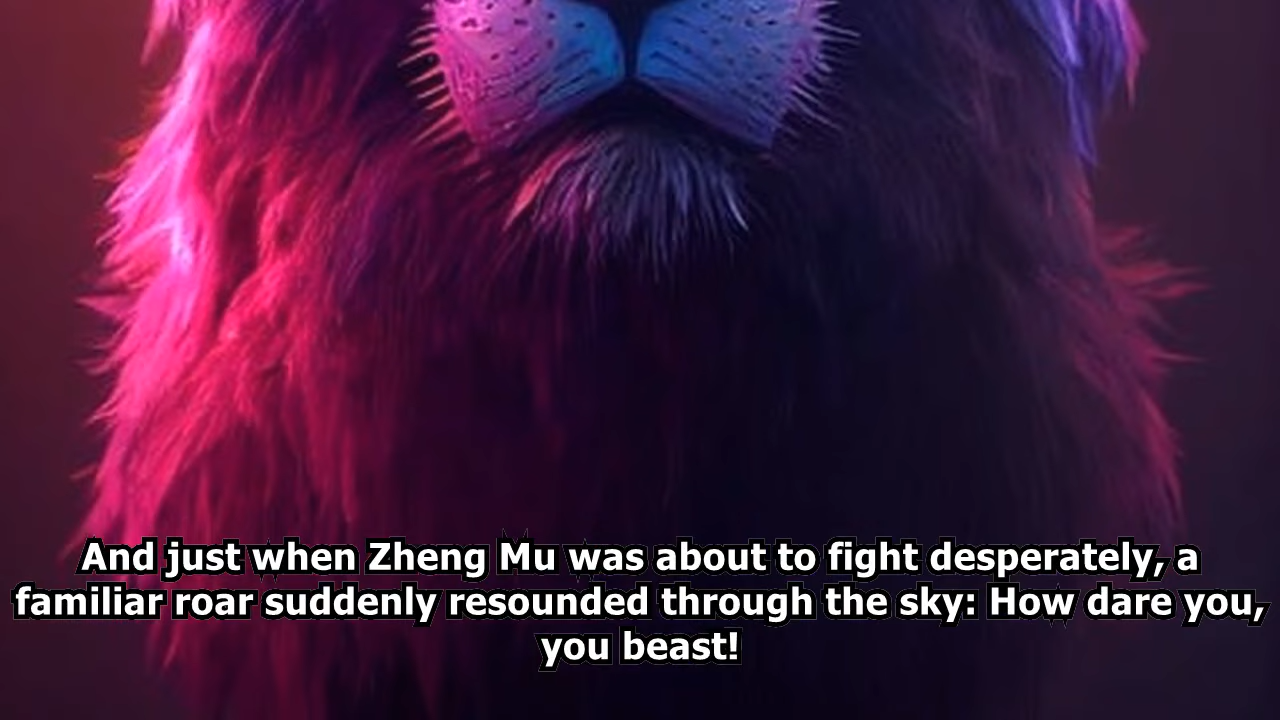 And just when Zheng Mu was about to fight desperately, a
familiar roar suddenly resounded through the sky: How dare you,
you beast!